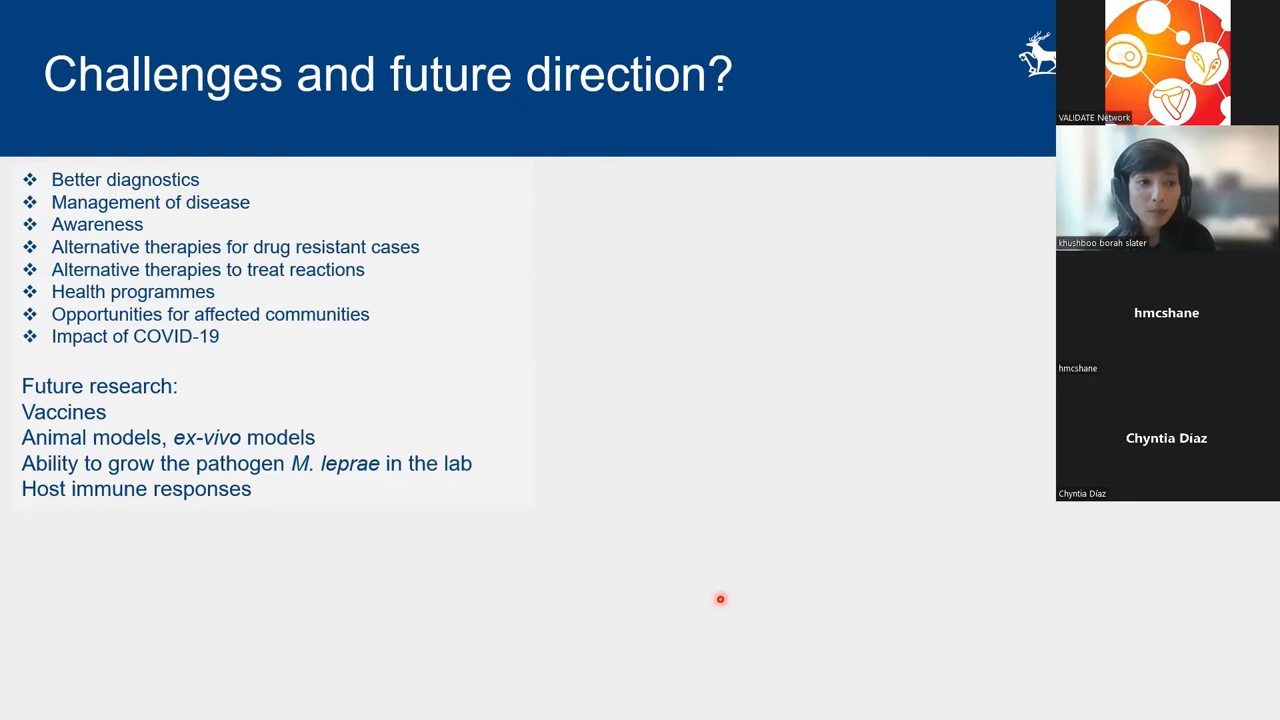 Challenges and future direction?
Better diagnostics
Management of disease
Awareness
Alternative therapies for drug resistant cases
Alternative therapies to treat reactions
Health programmes
Opportunities for affected communities
Impact of COVID-19
Future research:
Vaccines
Animal models, ex-vivo models
Ability to grow the pathogen M. leprae in the lab
Host immune responses
VALIDATE Network
khushboo borah slater
hmcshane
hmcshane
Chyntia Díaz
Chyntia Díaz